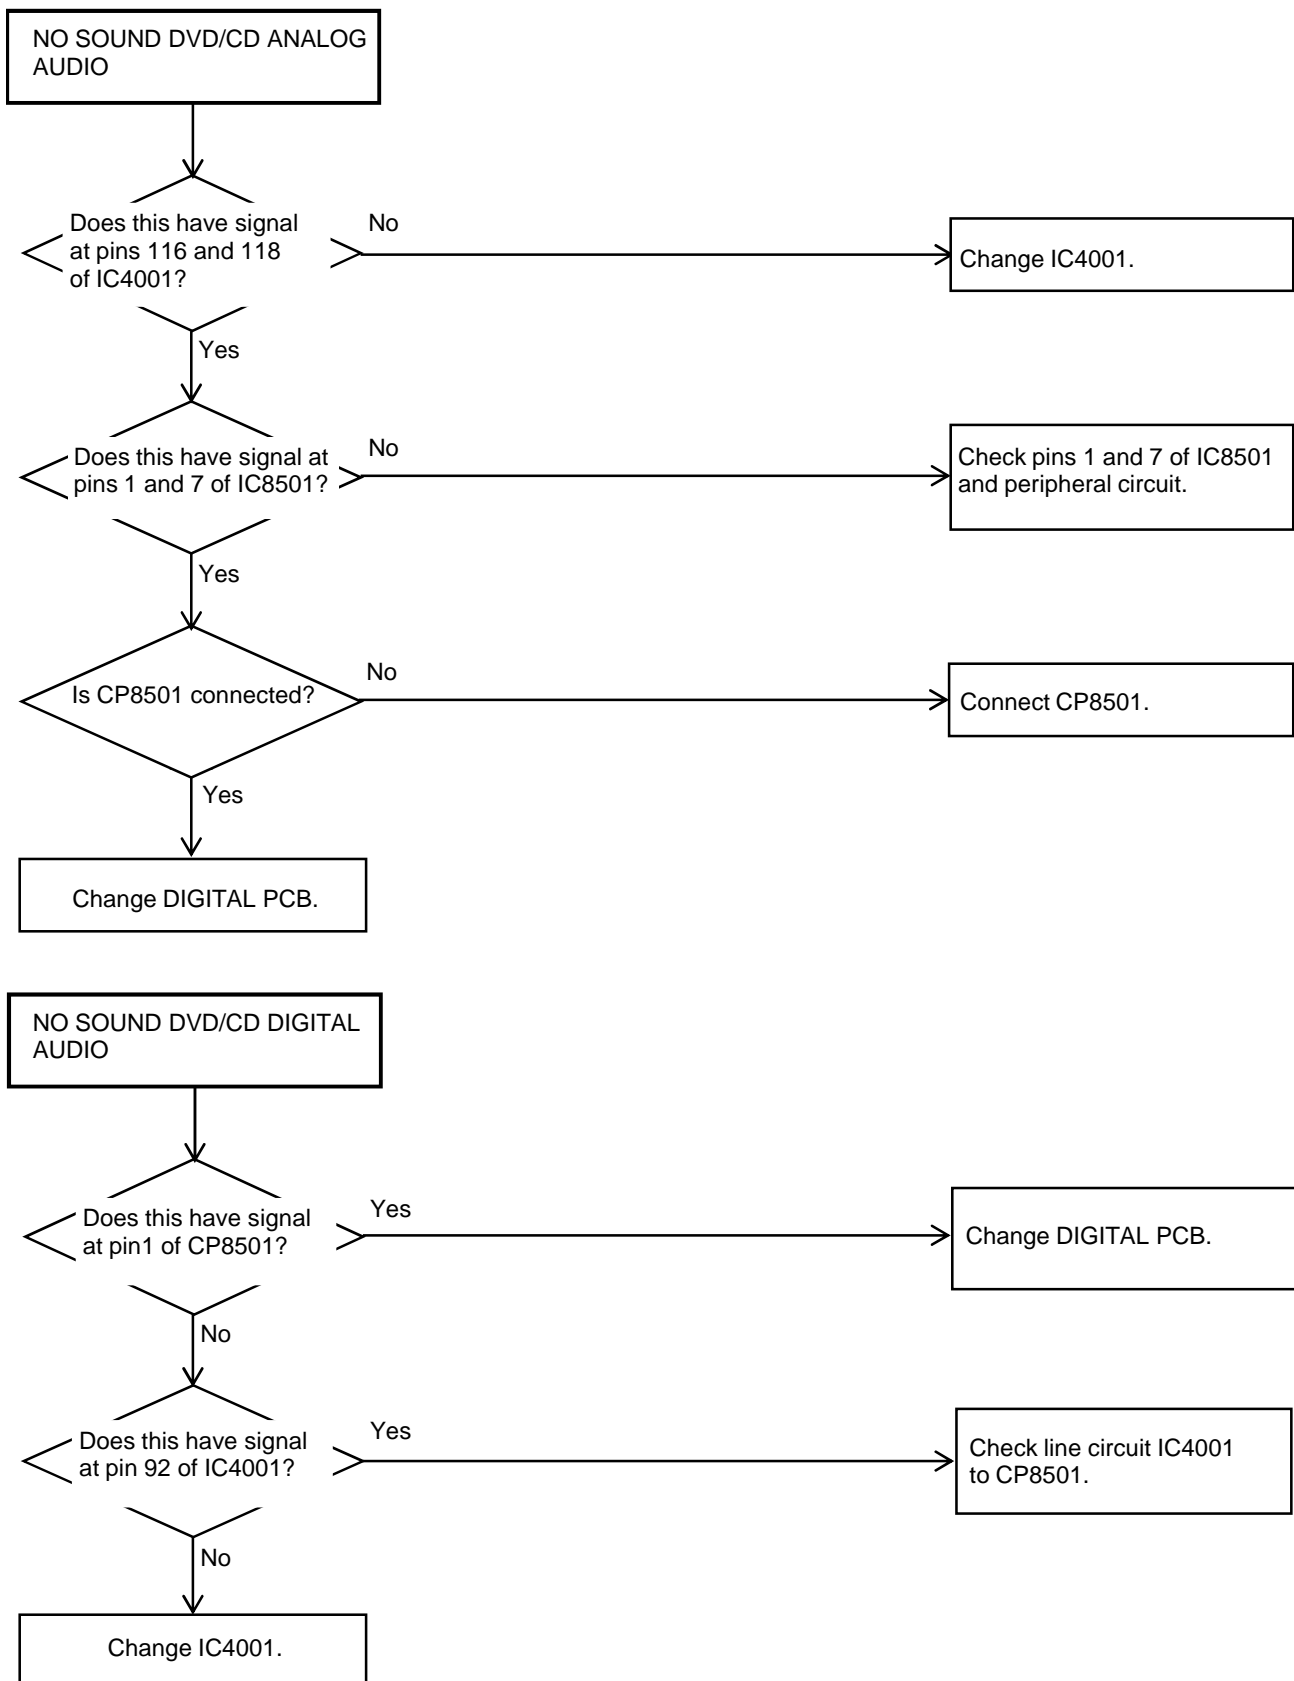 NO SOUND DVD/CD ANALOG
AUDIO
Does this have signal
at pins 116 and 118
of IC4001?
No
Change IC4001.
Yes
Does this have signal at
pins 1 and 7 of IC8501?
No
Check pins 1 and 7 of IC8501
and peripheral circuit.
Yes
Is CP8501 connected?
No
Connect CP8501.
Yes
Change DIGITAL PCB.
NO SOUND DVD/CD DIGITAL
AUDIO
Does this have signal
at pin1 of CP8501?
Yes
Change DIGITAL PCB.
No
Does this have signal
at pin 92 of IC4001?
Yes
Check line circuit IC4001
to CP8501.
No
Change IC4001.